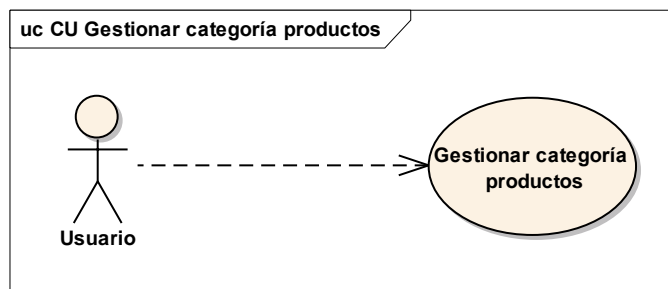 uc CU Gestionar categoría productos
Gestionar categoría
productos
Usuario